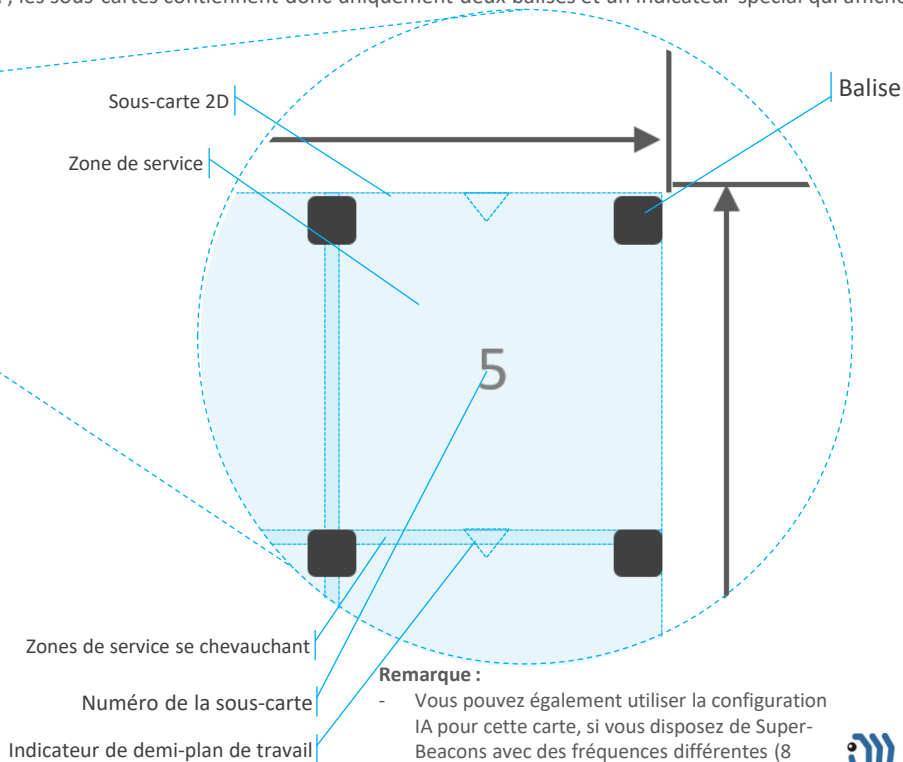 , les sous-cartes contiennent donc uniquement deux balises et un indicateur spécial qui affiche
Sous-carte 2D
Balise
Zone de service
5
Zones de service se chevauchant
Numéro de la sous-carte
Indicateur de demi-plan de travail
Remarque :
- Vous pouvez également utiliser la configuration
IA pour cette carte, si vous disposez de Super-
Beacons avec des fréquences différentes (8